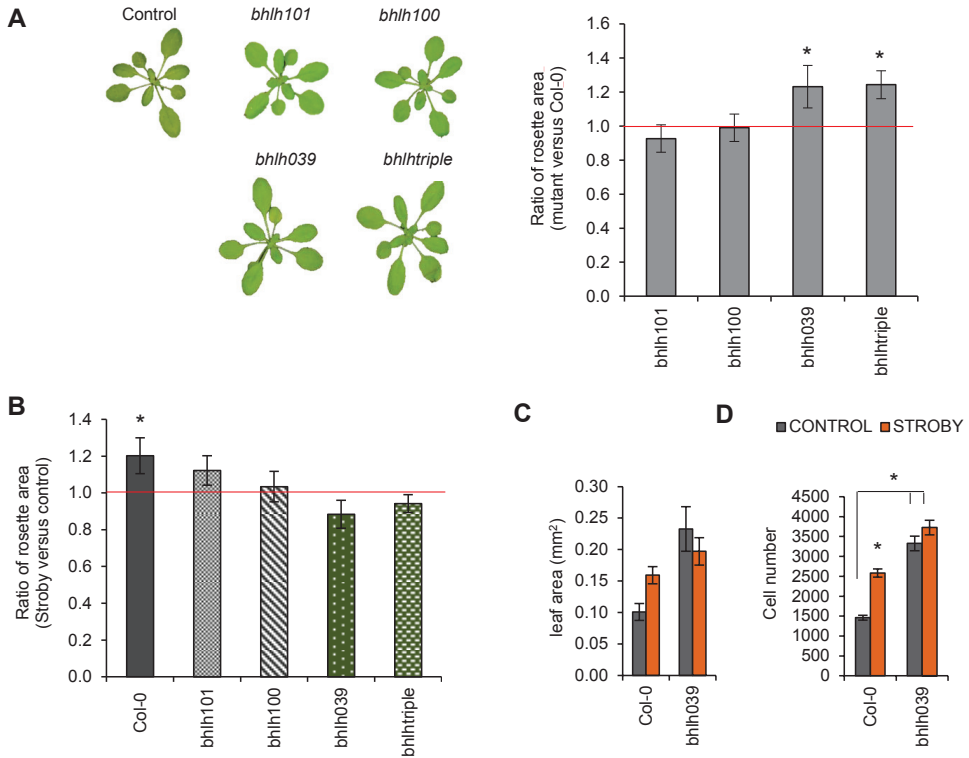 A
Control
bhlh101
bhlh100
bhlh039
bhlhtriple
Ratio of rosette area
(mutant versus Col-0)
1.6
1.4
1.2
1.0
0.8
0.6
0.4
0.2
0.0
*
*
bhlh101
bhlh100
bhlh039
bhlhtriple
B
Ratio of rosette area
(Stroby versus control)
1.4
1.2
1.0
0.8
0.6
0.4
0.2
0.0
*
Col-0
bhlh101
bhlh100
bhlh039
bhlhtriple
C
leaf area (mm²)
0.30
0.25
0.20
0.15
0.10
0.05
0.00
Col-0
bhlh039
D
CONTROL
STROBY
Cell number
4500
4000
3500
3000
2500
2000
1500
1000
500
0
*
*
Col-0
bhlh039